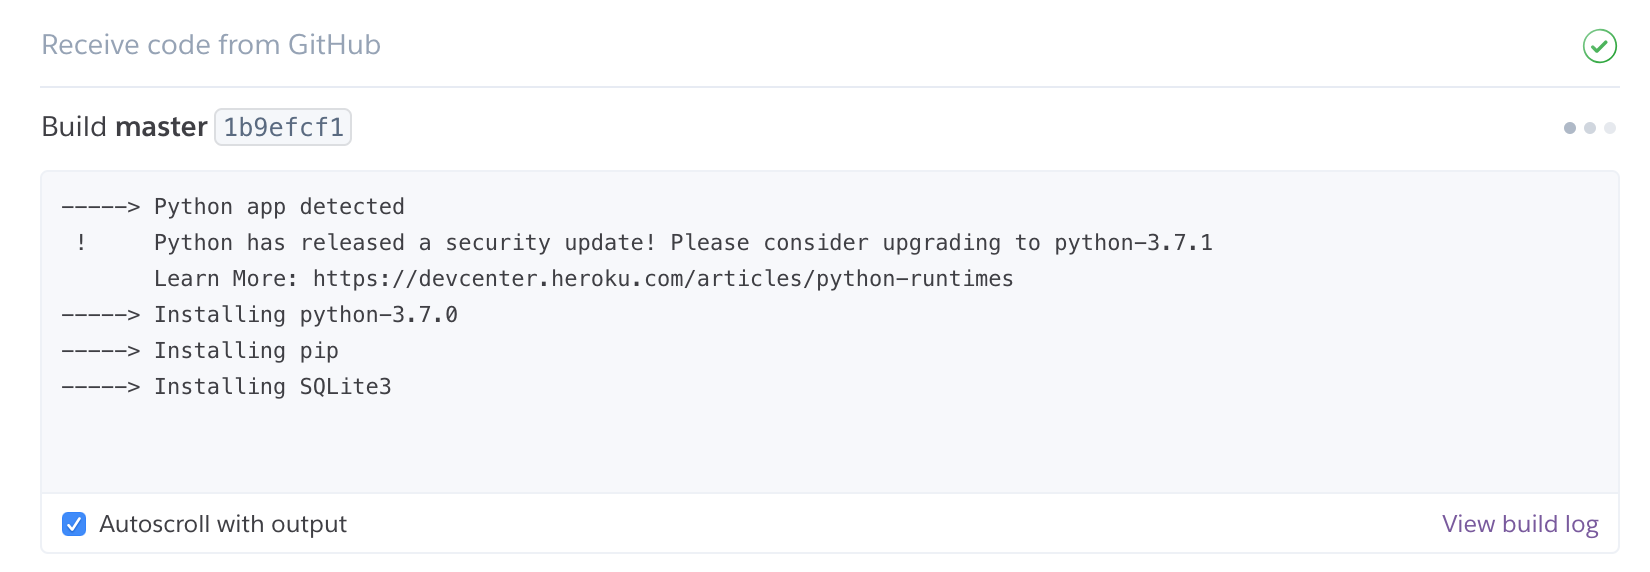 Receive code from GitHub
Build master 1b9efcf1
-----> Python app detected
 !     Python has released a security update! Please consider upgrading to python-3.7.1
       Learn More: https://devcenter.heroku.com/articles/python-runtimes
-----> Installing python-3.7.0
-----> Installing pip
-----> Installing SQLite3
Autoscroll with output
View build log